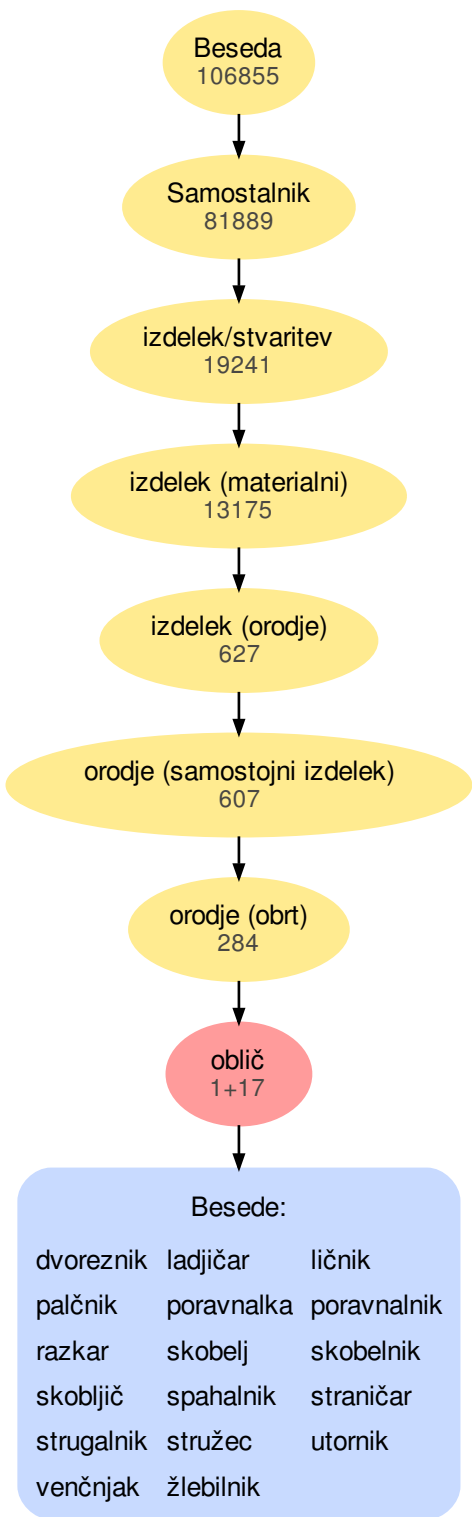 Beseda
106855
Samostalnik
81889
izdelek/stvaritev
19241
izdelek (materialni)
13175
izdelek (orodje)
627
orodje (samostojni izdelek)
607
orodje (obrt)
284
oblič
1+17
Besede:
dvoreznik ladjičar ličnik
palčnik poravnalka poravnalnik
razkar skobelj skobelnik
skobljič spahalnik straničar
strugalnik stružec utornik
venčnjak žlebilnik